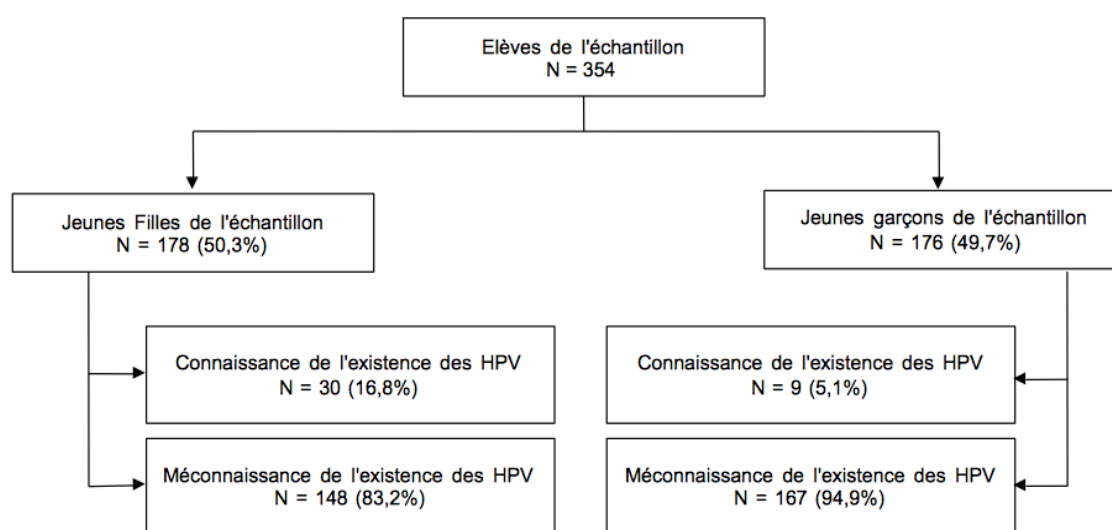 Elèves de l'échantillon
N = 354
Jeunes Filles de l'échantillon
N = 178 (50,3%)
Jeunes garçons de l'échantillon
N = 176 (49,7%)
Connaissance de l'existence des HPV
N = 30 (16,8%)
Connaissance de l'existence des HPV
N = 9 (5,1%)
Méconnaissance de l'existence des HPV
N = 148 (83,2%)
Méconnaissance de l'existence des HPV
N = 167 (94,9%)